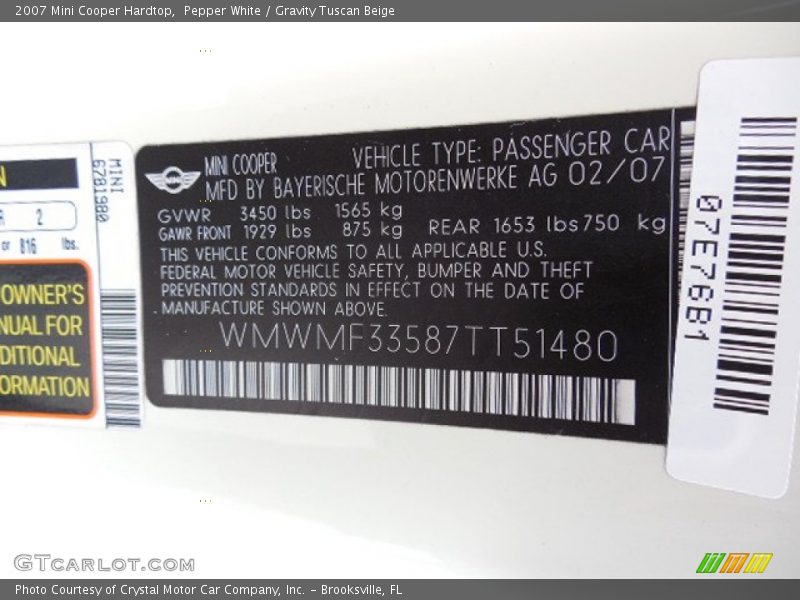 2007 Mini Cooper Hardtop,  Pepper White / Gravity Tuscan Beige
MINI COOPER VEHICLE TYPE: PASSENGER CAR
MFD BY BAYERISCHE MOTORENWERKE AG 02/07
GVWR 3450 lbs 1565 kg
GAWR FRONT 1929 lbs 875 kg REAR 1653 lbs 750 kg
THIS VEHICLE CONFORMS TO ALL APPLICABLE U.S.
FEDERAL MOTOR VEHICLE SAFETY, BUMPER AND THEFT
PREVENTION STANDARDS IN EFFECT ON THE DATE OF
MANUFACTURE SHOWN ABOVE.
WMWMF33587TT51480
N
R 2
or 816 lbs.
OWNER'S
NUAL FOR
DITIONAL
ORMATION
MINI
6781980
07E76B1
GTCARLOT.COM
Photo Courtesy of Crystal Motor Car Company, Inc. - Brooksville, FL